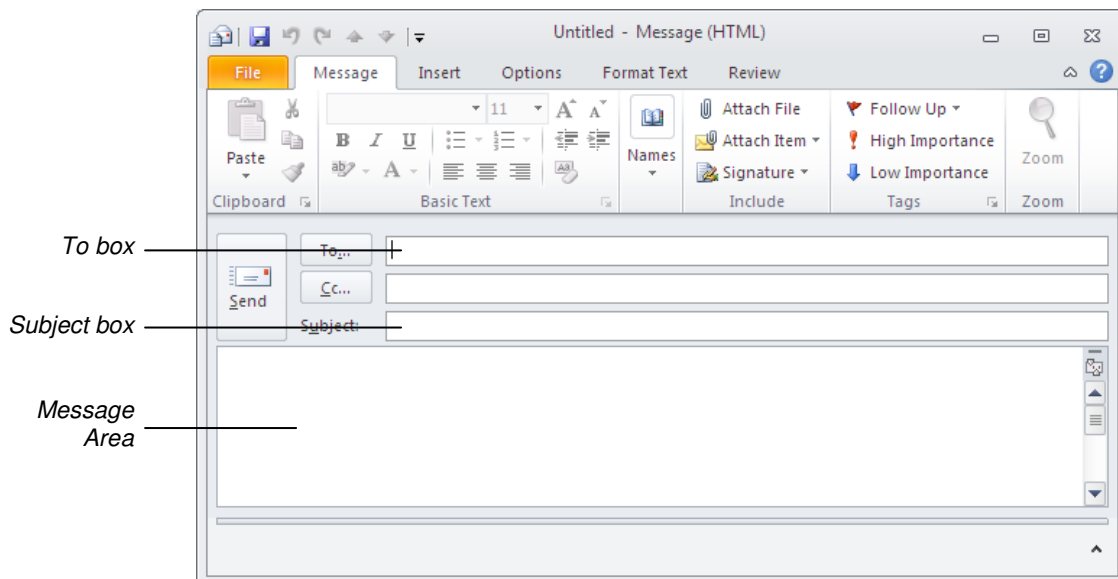 Untitled - Message (HTML)
File Message Insert Options Format Text Review
Paste
Clipboard
11
B I U
Basic Text
Names
Attach File
Attach Item
Signature
Include
Follow Up
High Importance
Low Importance
Tags
Zoom
Zoom
To box
To...
Send
Cc...
Subject box
Subject:
Message
Area